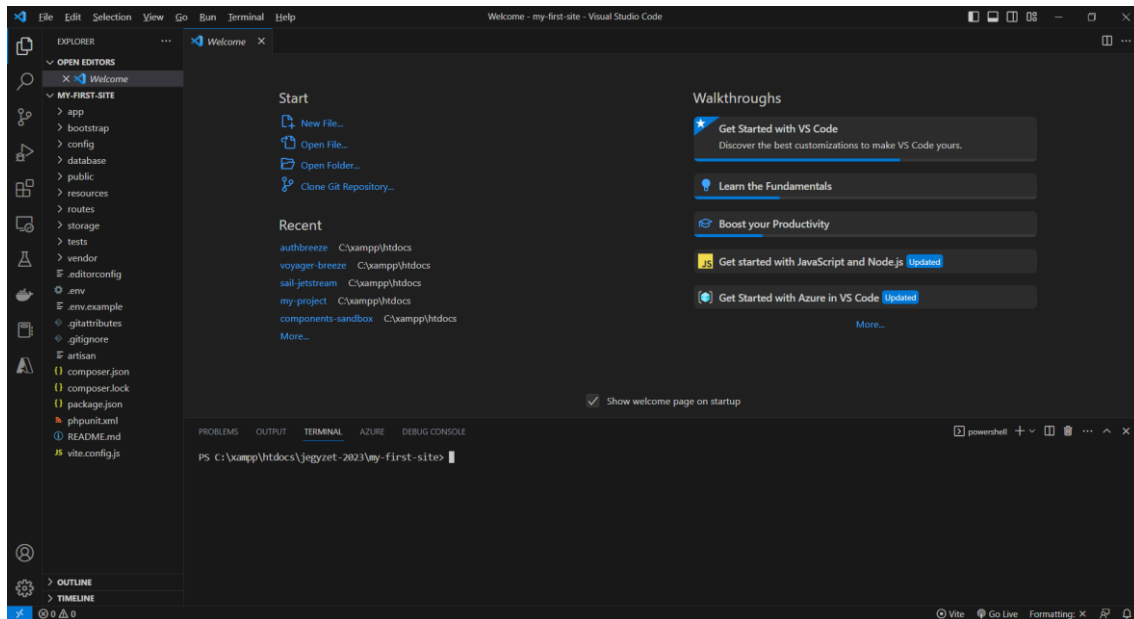 File Edit Selection View Go Run Terminal Help
Welcome - my-first-site - Visual Studio Code
EXPLORER
OPEN EDITORS
Welcome
MY-FIRST-SITE
app
bootstrap
config
database
public
resources
routes
storage
tests
vendor
.editorconfig
.env
.env.example
.gitattributes
.gitignore
artisan
{} composer.json
{} composer.lock
{} package.json
phpunit.xml
README.md
JS vite.config.js
OUTLINE
TIMELINE
Welcome
Start
New File...
Open File...
Open Folder...
Clone Git Repository...
Recent
authbreeze C:\xampp\htdocs
voyager-breeze C:\xampp\htdocs
sail-jetstream C:\xampp\htdocs
my-project C:\xampp\htdocs
components-sandbox C:\xampp\htdocs
More...
Walkthroughs
Get Started with VS Code
Discover the best customizations to make VS Code yours.
Learn the Fundamentals
Boost your Productivity
JS Get started with JavaScript and Node.js Updated
Get Started with Azure in VS Code Updated
More...
Show welcome page on startup
PROBLEMS OUTPUT TERMINAL AZURE DEBUG CONSOLE
powershell
PS C:\xampp\htdocs\jegyzet-2023\my-first-site>
0 0
Vite Go Live Formatting: ×